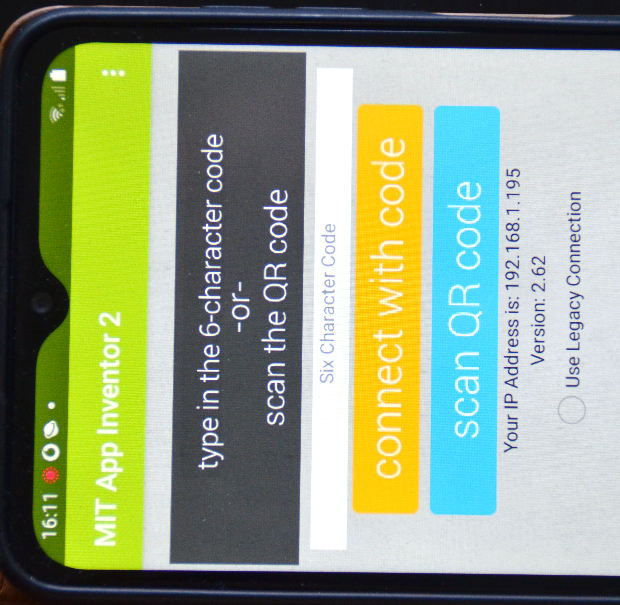 16:11
MIT App Inventor 2
type in the 6-character code
-or-
scan the QR code
Six Character Code
connect with code
scan QR code
Your IP Address is: 192.168.1.195
Version: 2.62
Use Legacy Connection